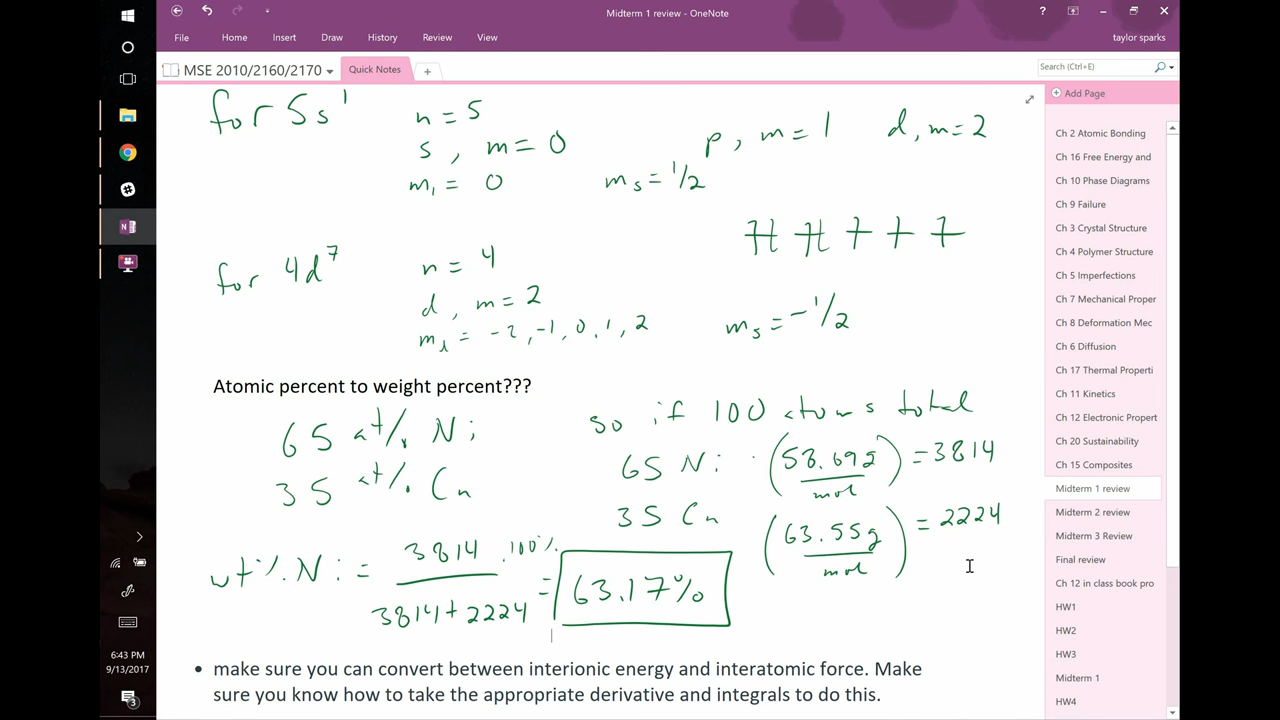 Midterm 1 review - OneNote
?
File Home Insert Draw History Review View
taylor sparks
MSE 2010/2160/2170
Quick Notes
+
Search (Ctrl+E)
for 5s¹
n = 5
s, m = 0
p, m = 1
d, m = 2
m₁ = 0
mₛ = 1/2
for 4d⁷
n = 4
d, m = 2
mₗ = -2, -1, 0, 1, 2
mₛ = -1/2
Atomic percent to weight percent???
65 at% Ni
35 at% Cu
so if 100 atoms total
65 Ni · (58.69g/mol) = 3814
35 Cu (63.55g/mol) = 2224
wt% Ni = 3814/3814+2224 · 100% = 63.17%
• make sure you can convert between interionic energy and interatomic force. Make
sure you know how to take the appropriate derivative and integrals to do this.
Add Page
Ch 2 Atomic Bonding
Ch 16 Free Energy and
Ch 10 Phase Diagrams
Ch 9 Failure
Ch 3 Crystal Structure
Ch 4 Polymer Structure
Ch 5 Imperfections
Ch 7 Mechanical Proper
Ch 8 Deformation Mec
Ch 6 Diffusion
Ch 17 Thermal Properti
Ch 11 Kinetics
Ch 12 Electronic Propert
Ch 20 Sustainability
Ch 15 Composites
Midterm 1 review
Midterm 2 review
Midterm 3 Review
Final review
Ch 12 in class book pro
HW1
HW2
HW3
Midterm 1
HW4
6:43 PM
9/13/2017
3